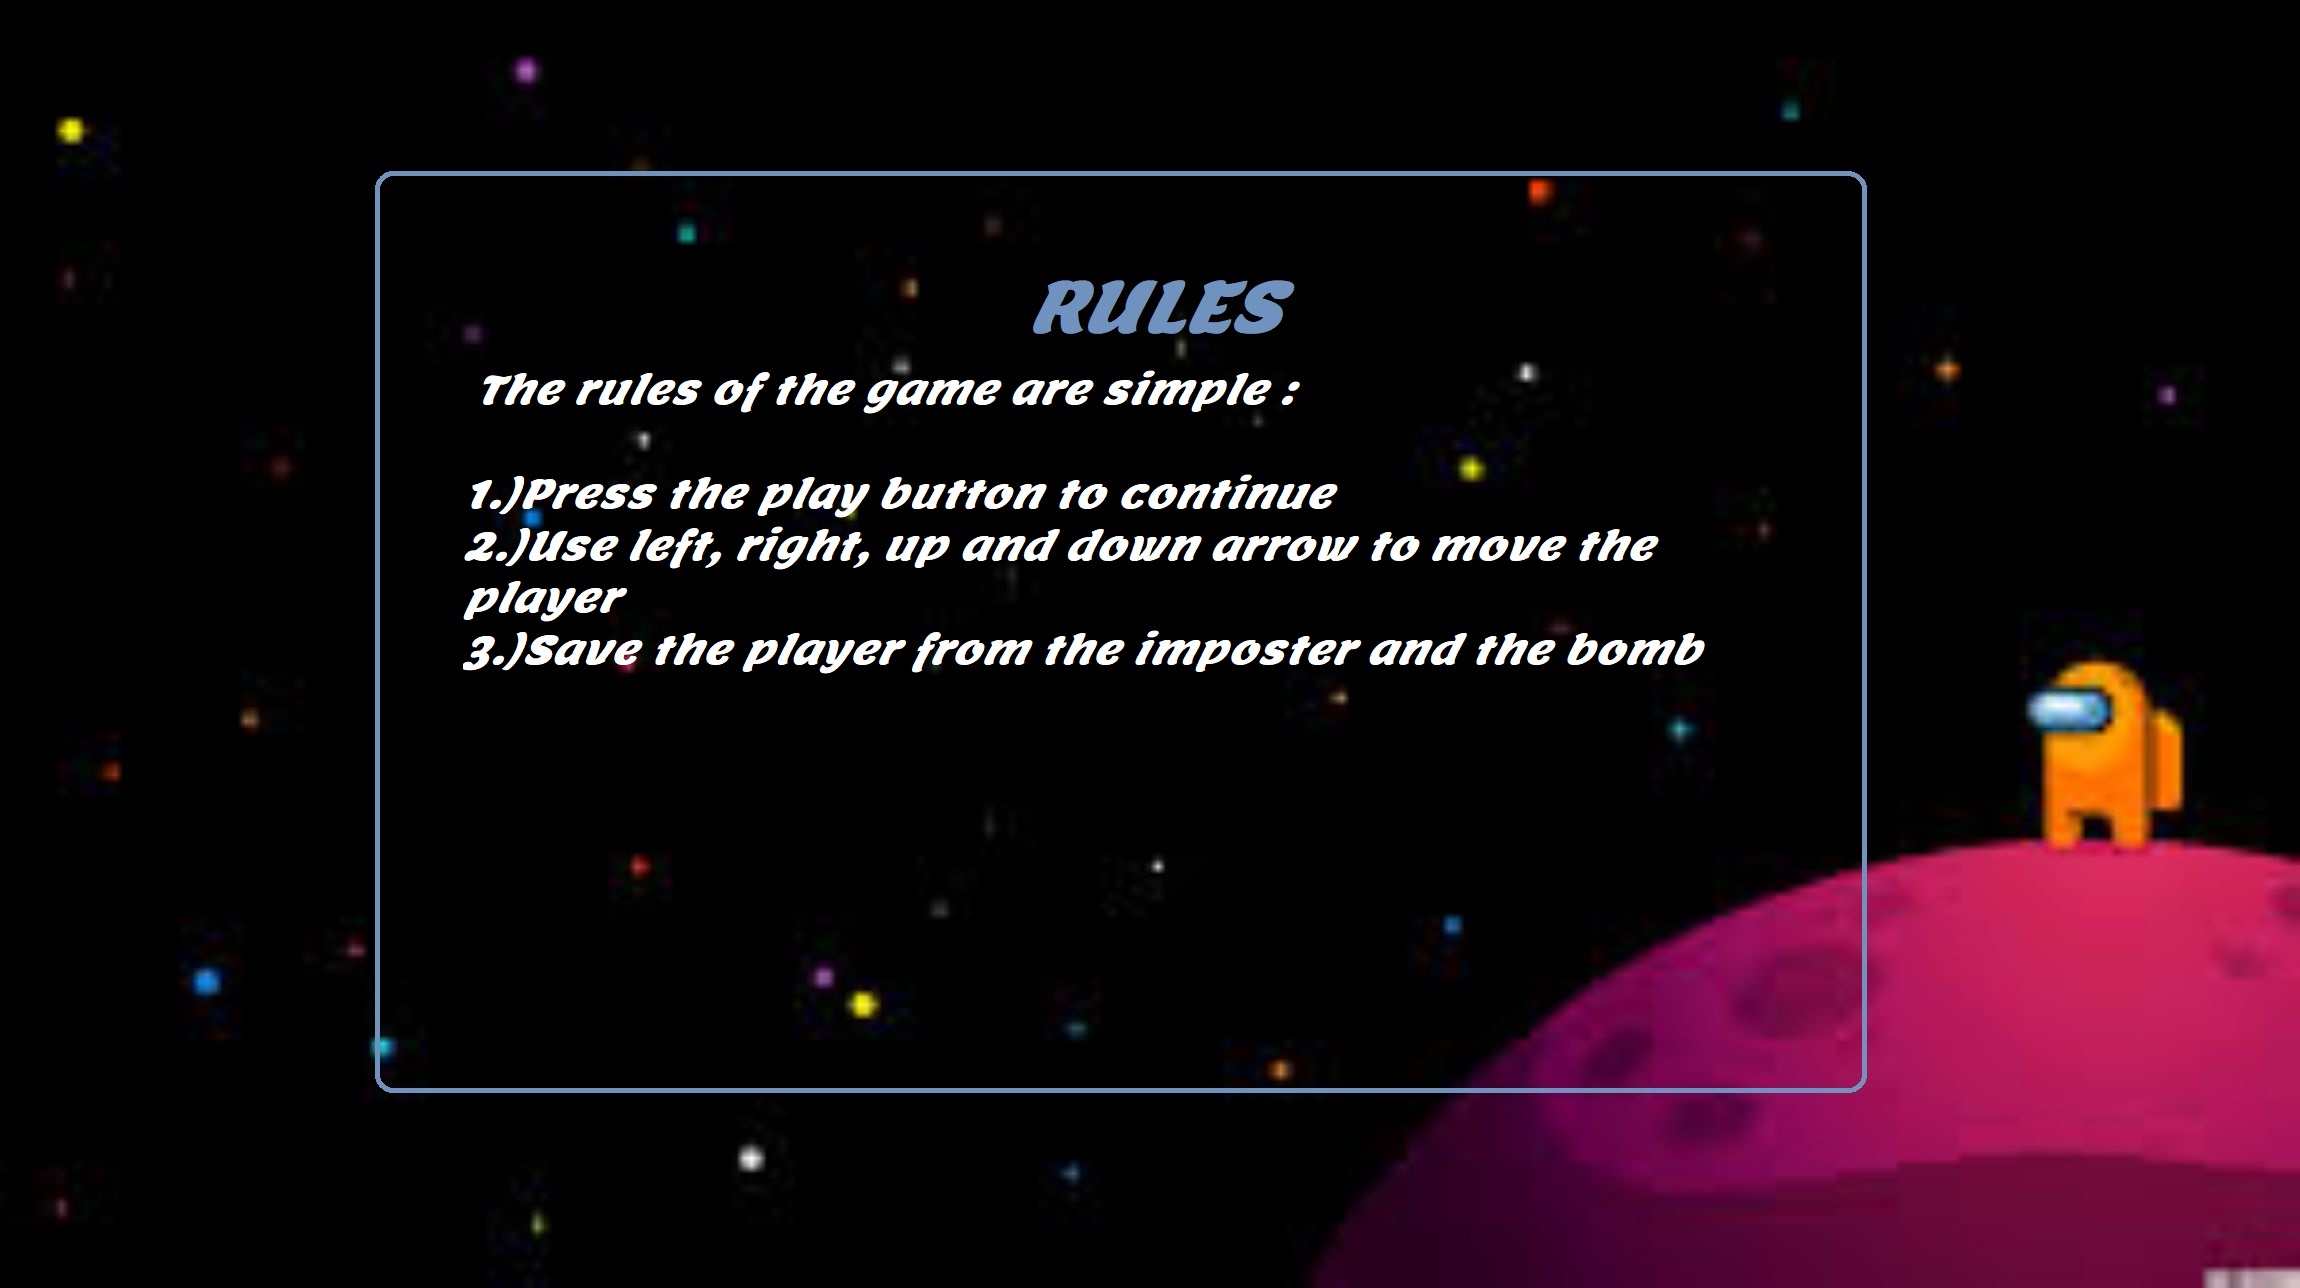 RULES
The rules of the game are simple :
1.)Press the play button to continue
2.)Use left, right, up and down arrow to move the
player
3.)Save the player from the imposter and the bomb